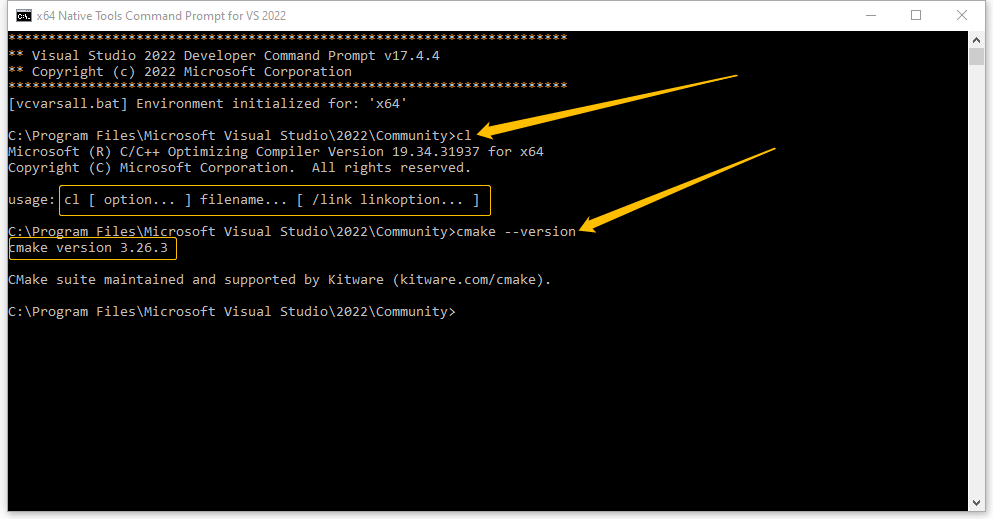 x64 Native Tools Command Prompt for VS 2022
**********************************************************************
** Visual Studio 2022 Developer Command Prompt v17.4.4
** Copyright (c) 2022 Microsoft Corporation
**********************************************************************
[vcvarsall.bat] Environment initialized for: 'x64'
C:\Program Files\Microsoft Visual Studio\2022\Community>cl
Microsoft (R) C/C++ Optimizing Compiler Version 19.34.31937 for x64
Copyright (C) Microsoft Corporation.  All rights reserved.
usage: cl [ option... ] filename... [ /link linkoption... ]
C:\Program Files\Microsoft Visual Studio\2022\Community>cmake --version
cmake version 3.26.3
CMake suite maintained and supported by Kitware (kitware.com/cmake).
C:\Program Files\Microsoft Visual Studio\2022\Community>